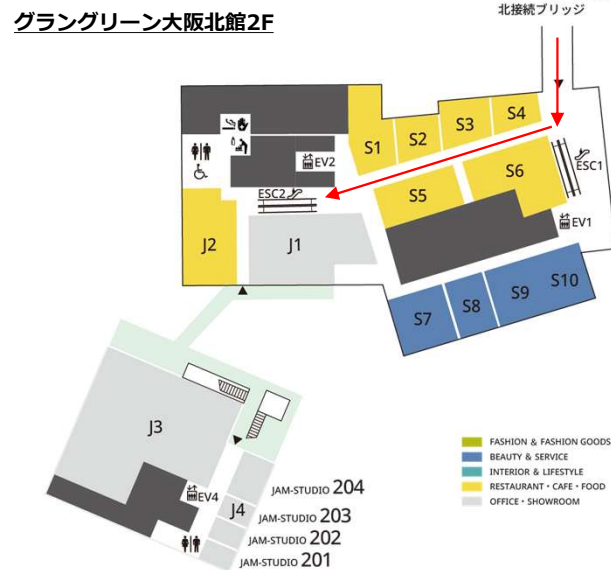 グラングリーン大阪北館2F
北接続ブリッジ
S1
S2
S3
S4
EV2
ESC1
S5
S6
ESC2
EV1
J2
J1
S7
S8
S9
S10
J3
FASHION & FASHION GOODS
BEAUTY & SERVICE
INTERIOR & LIFESTYLE
RESTAURANT・CAFE・FOOD
OFFICE・SHOWROOM
EV4
J4
JAM-STUDIO 204
JAM-STUDIO 203
JAM-STUDIO 202
JAM-STUDIO 201